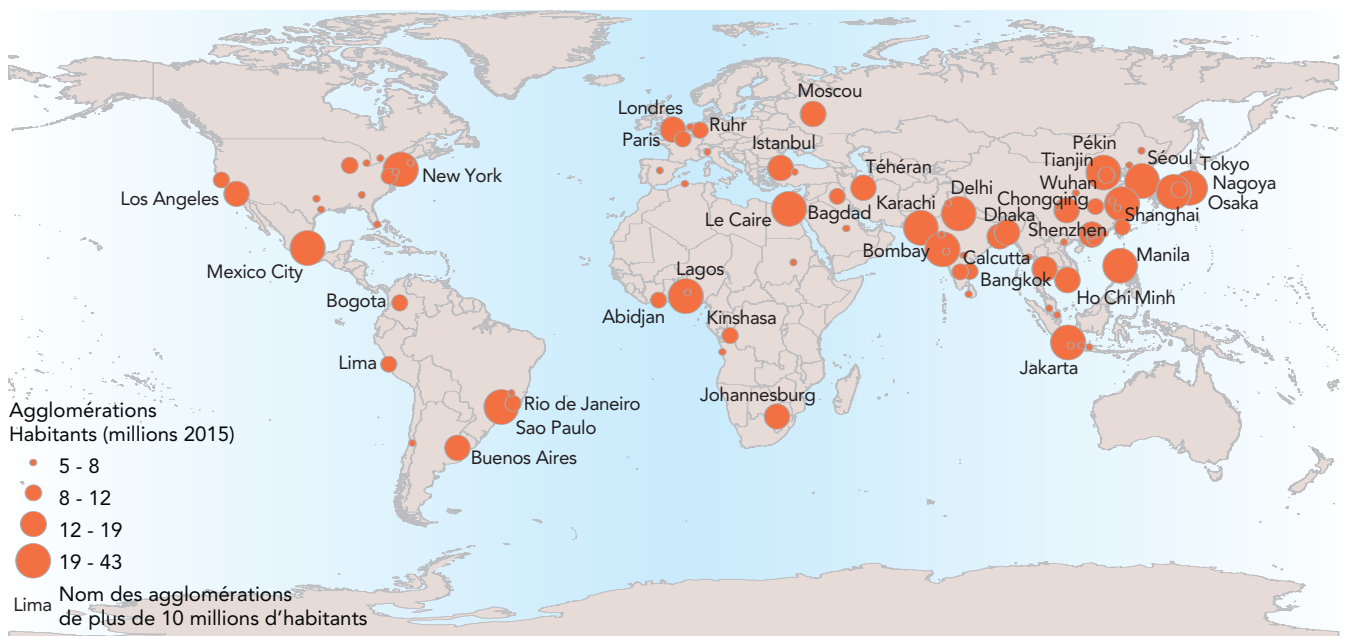 Moscou
Londres
Ruhr
Paris
Istanbul
Pékin
Téhéran
Tianjin
Séoul
Tokyo
New York
Wuhan
Nagoya
Los Angeles
Delhi
Chongqing
Karachi
Osaka
Le Caire
Bagdad
Dhaka
Shanghai
Shenzhen
Bombay
Calcutta
Manila
Mexico City
Lagos
Bangkok
Bogota
Ho Chi Minh
Abidjan
Kinshasa
Lima
Jakarta
Johannesburg
Rio de Janeiro
Sao Paulo
Buenos Aires
Agglomérations
Habitants (millions 2015)
5 - 8
8 - 12
12 - 19
19 - 43
Lima
Nom des agglomérations
de plus de 10 millions d’habitants